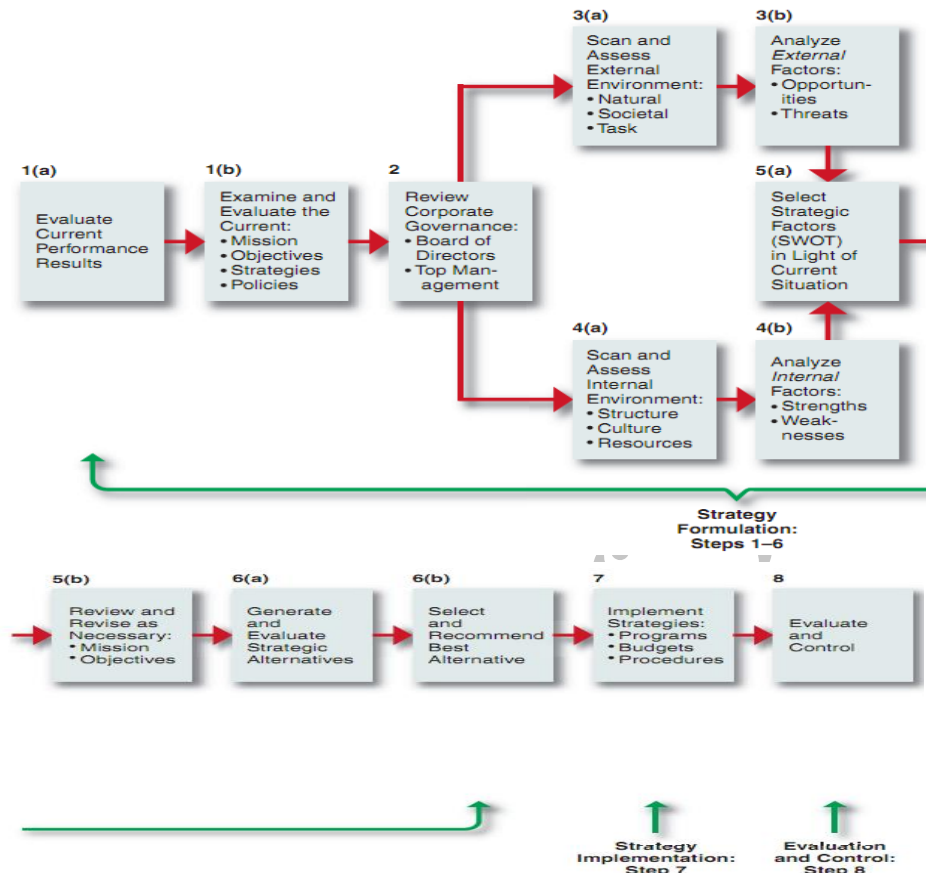 3(a)
Scan and
Assess
External
Environment:
• Natural
• Societal
• Task
3(b)
Analyze
External
Factors:
• Opportun-
ities
• Threats
1(a)
Evaluate
Current
Performance
Results
1(b)
Examine and
Evaluate the
Current:
• Mission
• Objectives
• Strategies
• Policies
2
Review
Corporate
Governance:
• Board of
Directors
• Top Man-
agement
5(a)
Select
Strategic
Factors
(SWOT)
in Light of
Current
Situation
4(a)
Scan and
Assess
Internal
Environment:
• Structure
• Culture
• Resources
4(b)
Analyze
Internal
Factors:
• Strengths
• Weak-
nesses
Strategy
Formulation:
Steps 1–6
5(b)
Review and
Revise as
Necessary:
• Mission
• Objectives
6(a)
Generate
and
Evaluate
Strategic
Alternatives
6(b)
Select
and
Recommend
Best
Alternative
7
Implement
Strategies:
• Programs
• Budgets
• Procedures
8
Evaluate
and
Control
Strategy
Implementation:
Step 7
Evaluation
and Control:
Step 8